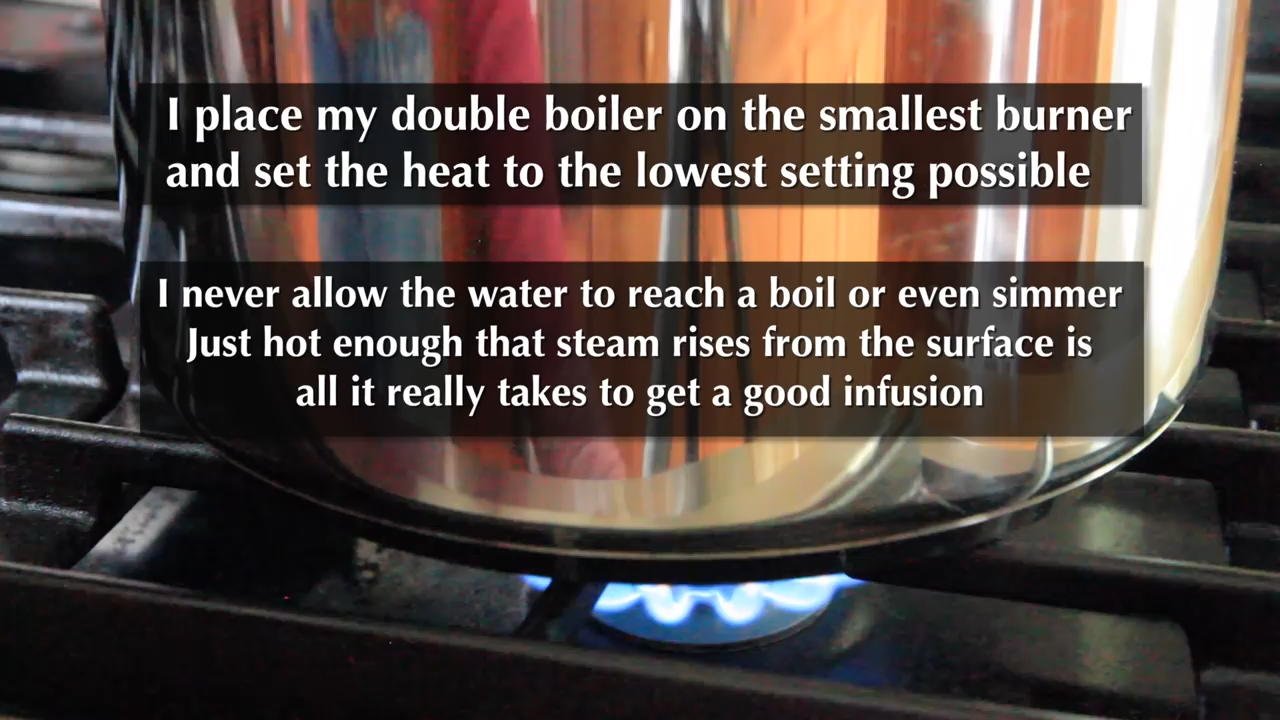 I place my double boiler on the smallest burner
and set the heat to the lowest setting possible
I never allow the water to reach a boil or even simmer
Just hot enough that steam rises from the surface is
all it really takes to get a good infusion